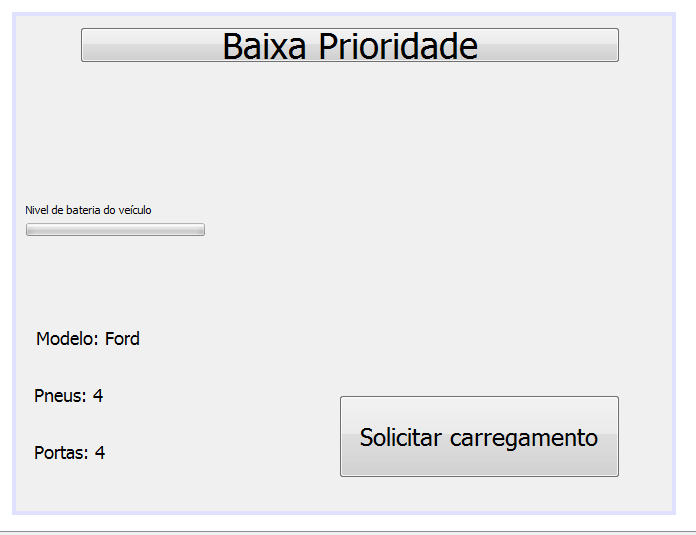 Baixa Prioridade
Nivel de bateria do veículo
Modelo: Ford
Pneus: 4
Solicitar carregamento
Portas: 4